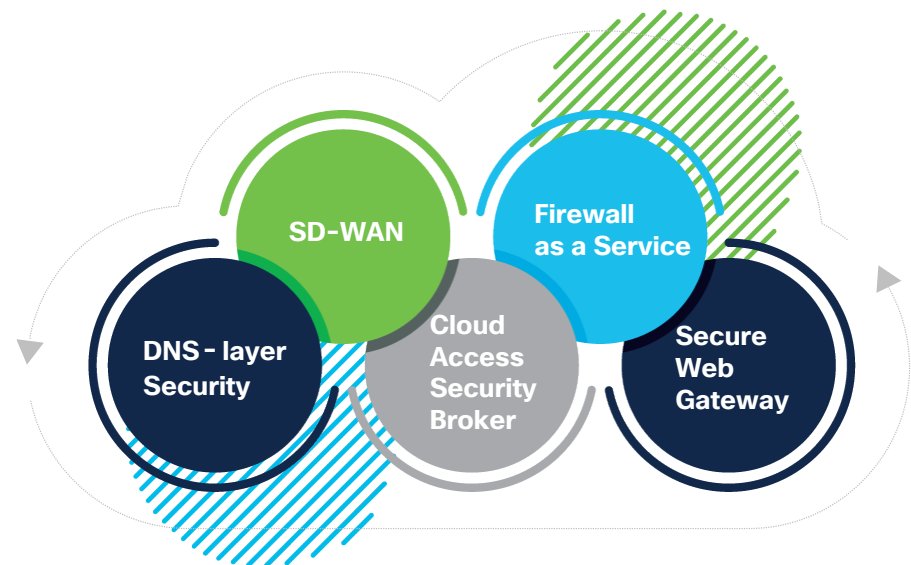 SD-WAN
Firewall
as a Service
DNS - layer
Security
Cloud
Access
Security
Broker
Secure
Web
Gateway